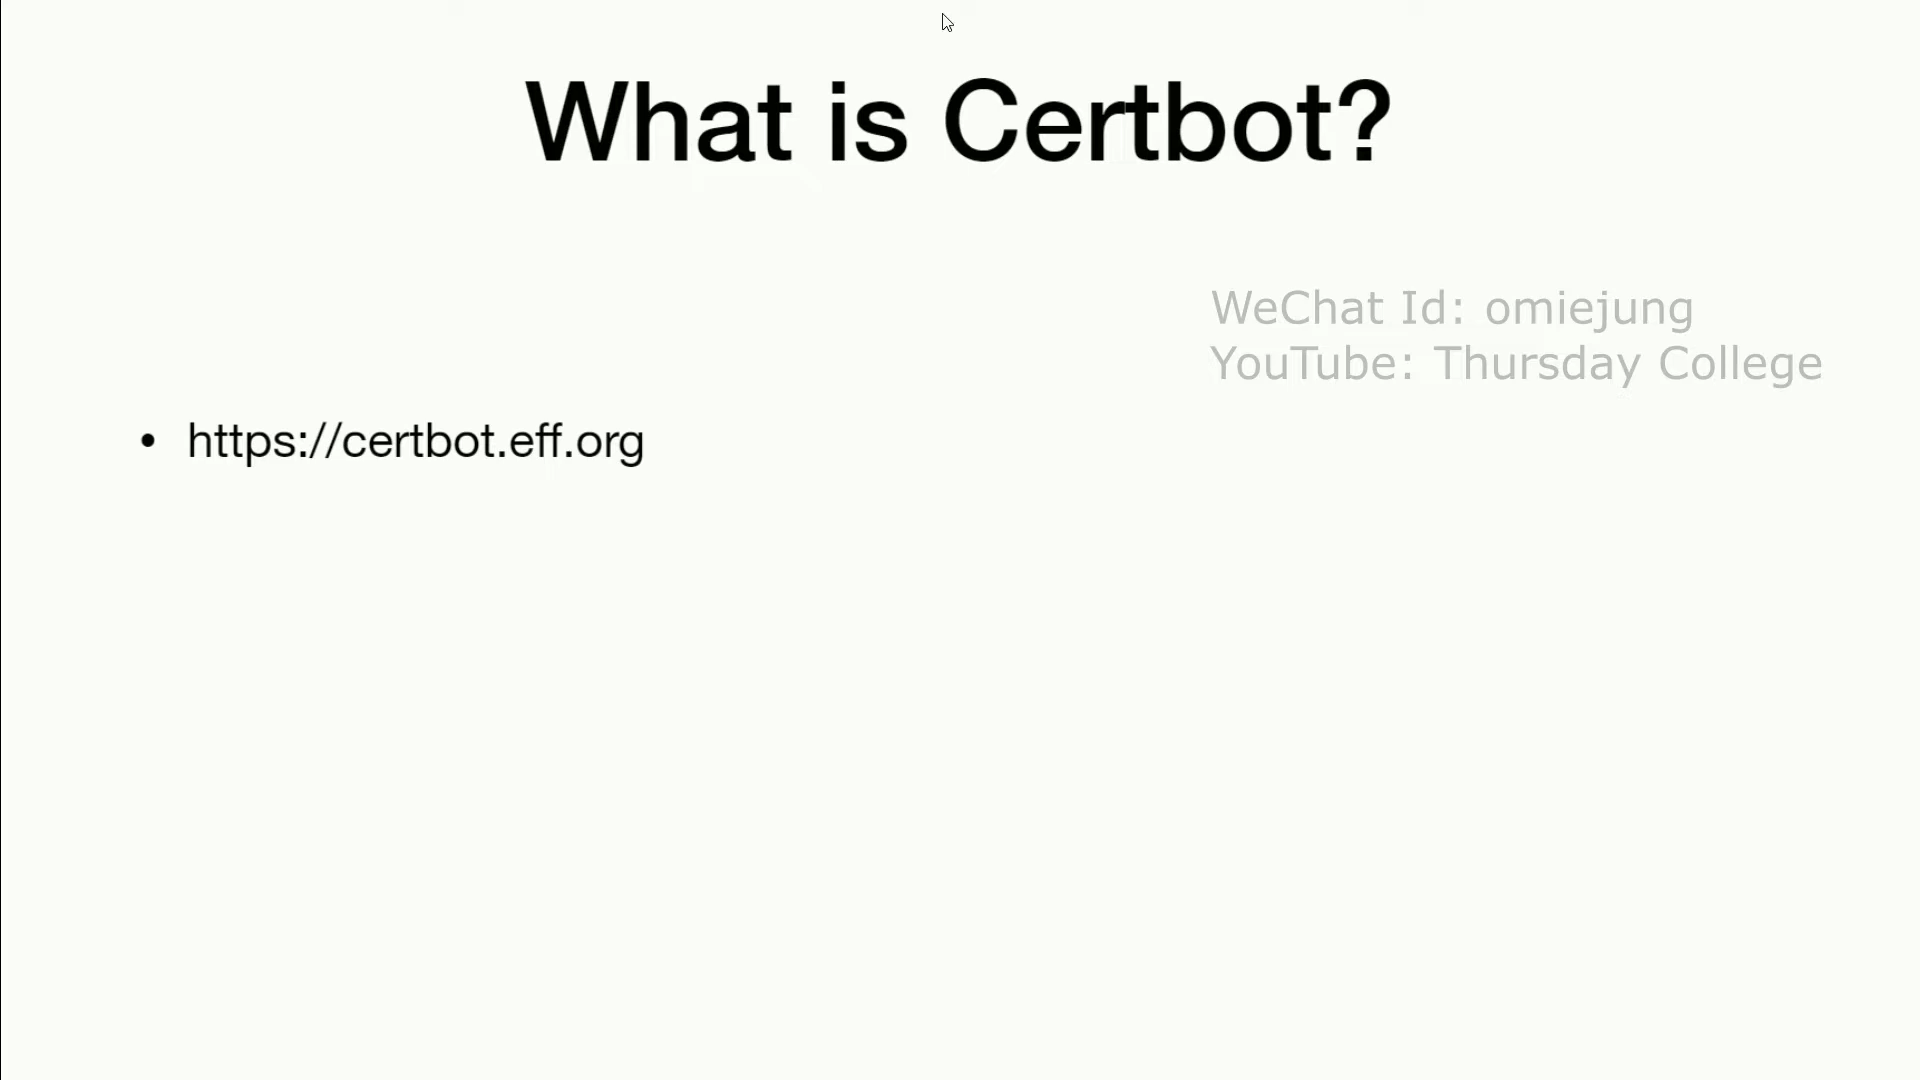 What is Certbot?
WeChat Id: omiejung
YouTube: Thursday College
• https://certbot.eff.org